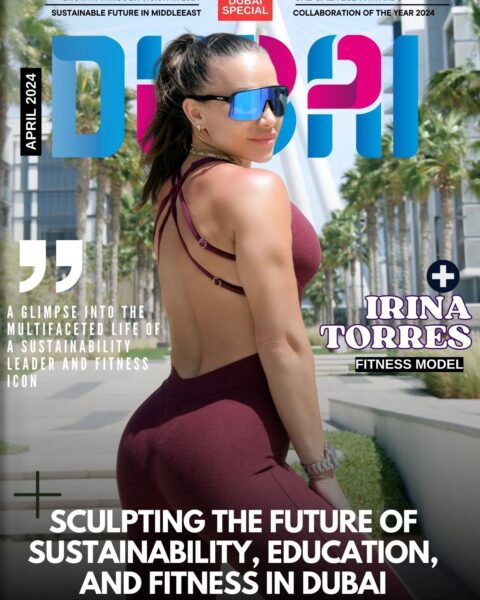 DUBAI
SPECIAL
SUSTAINABLE FUTURE IN MIDDLEEAST
COLLABORATION OF THE YEAR 2024
APRIL 2024
DUBAI
”
A GLIMPSE INTO THE
MULTIFACETED LIFE OF
A SUSTAINABILITY
LEADER AND FITNESS
ICON
IRINA
TORRES
FITNESS MODEL
SCULPTING THE FUTURE OF
SUSTAINABILITY, EDUCATION,
AND FITNESS IN DUBAI